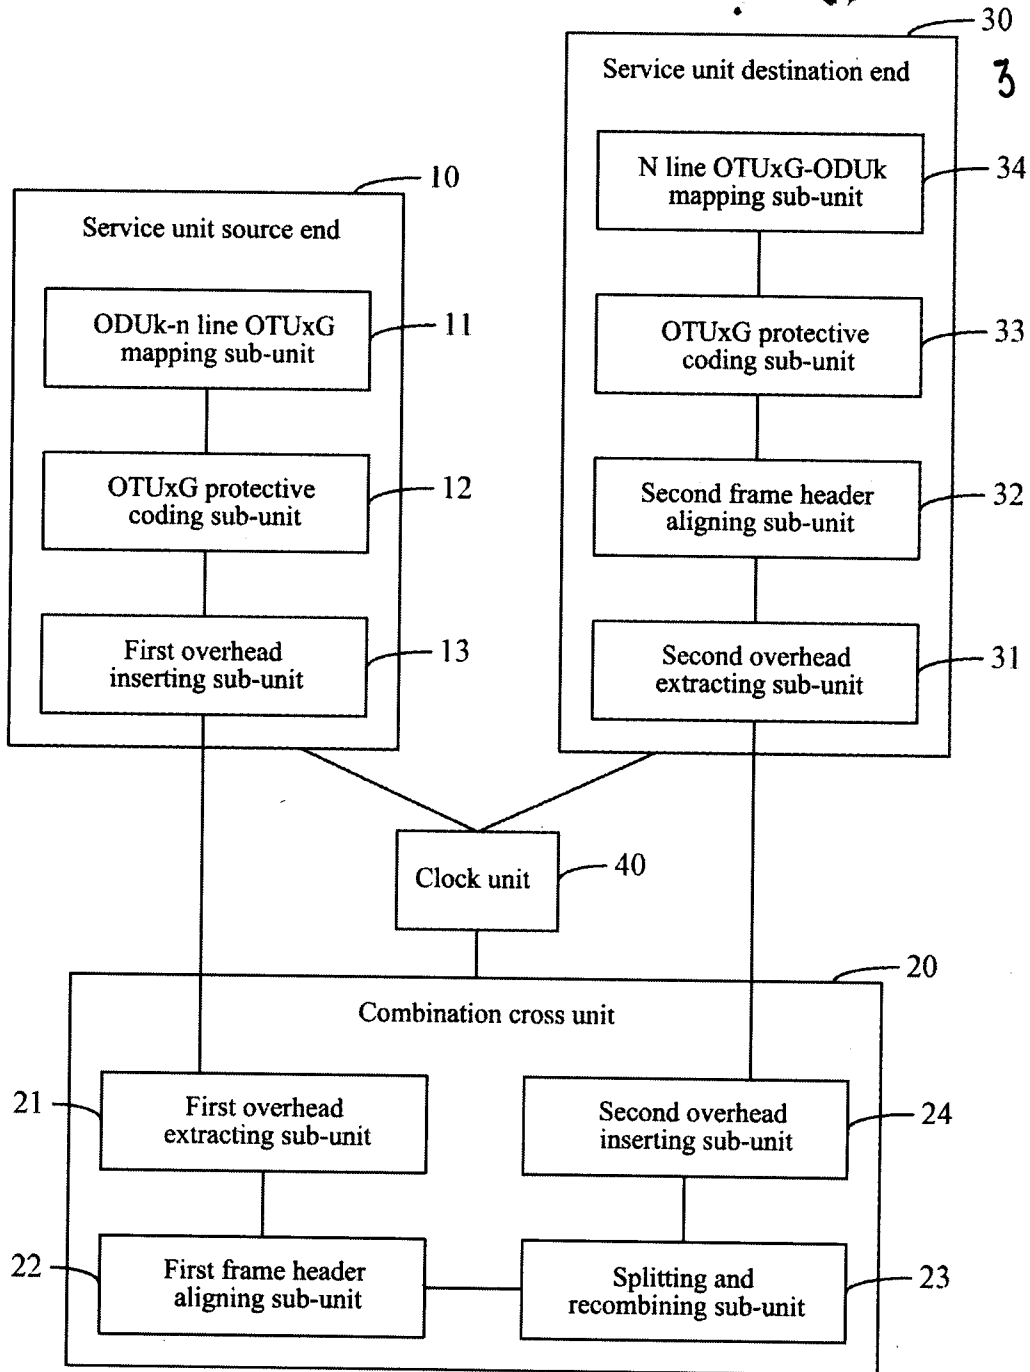 30
Service unit destination end
3
N line OTUxG-ODUk
mapping sub-unit
34
10
Service unit source end
ODUk-n line OTUxG
mapping sub-unit
11
OTUxG protective
coding sub-unit
33
OTUxG protective
coding sub-unit
12
Second frame header
aligning sub-unit
32
First overhead
inserting sub-unit
13
Second overhead
extracting sub-unit
31
Clock unit
40
20
Combination cross unit
21
First overhead
extracting sub-unit
Second overhead
inserting sub-unit
24
22
First frame header
aligning sub-unit
Splitting and
recombining sub-unit
23